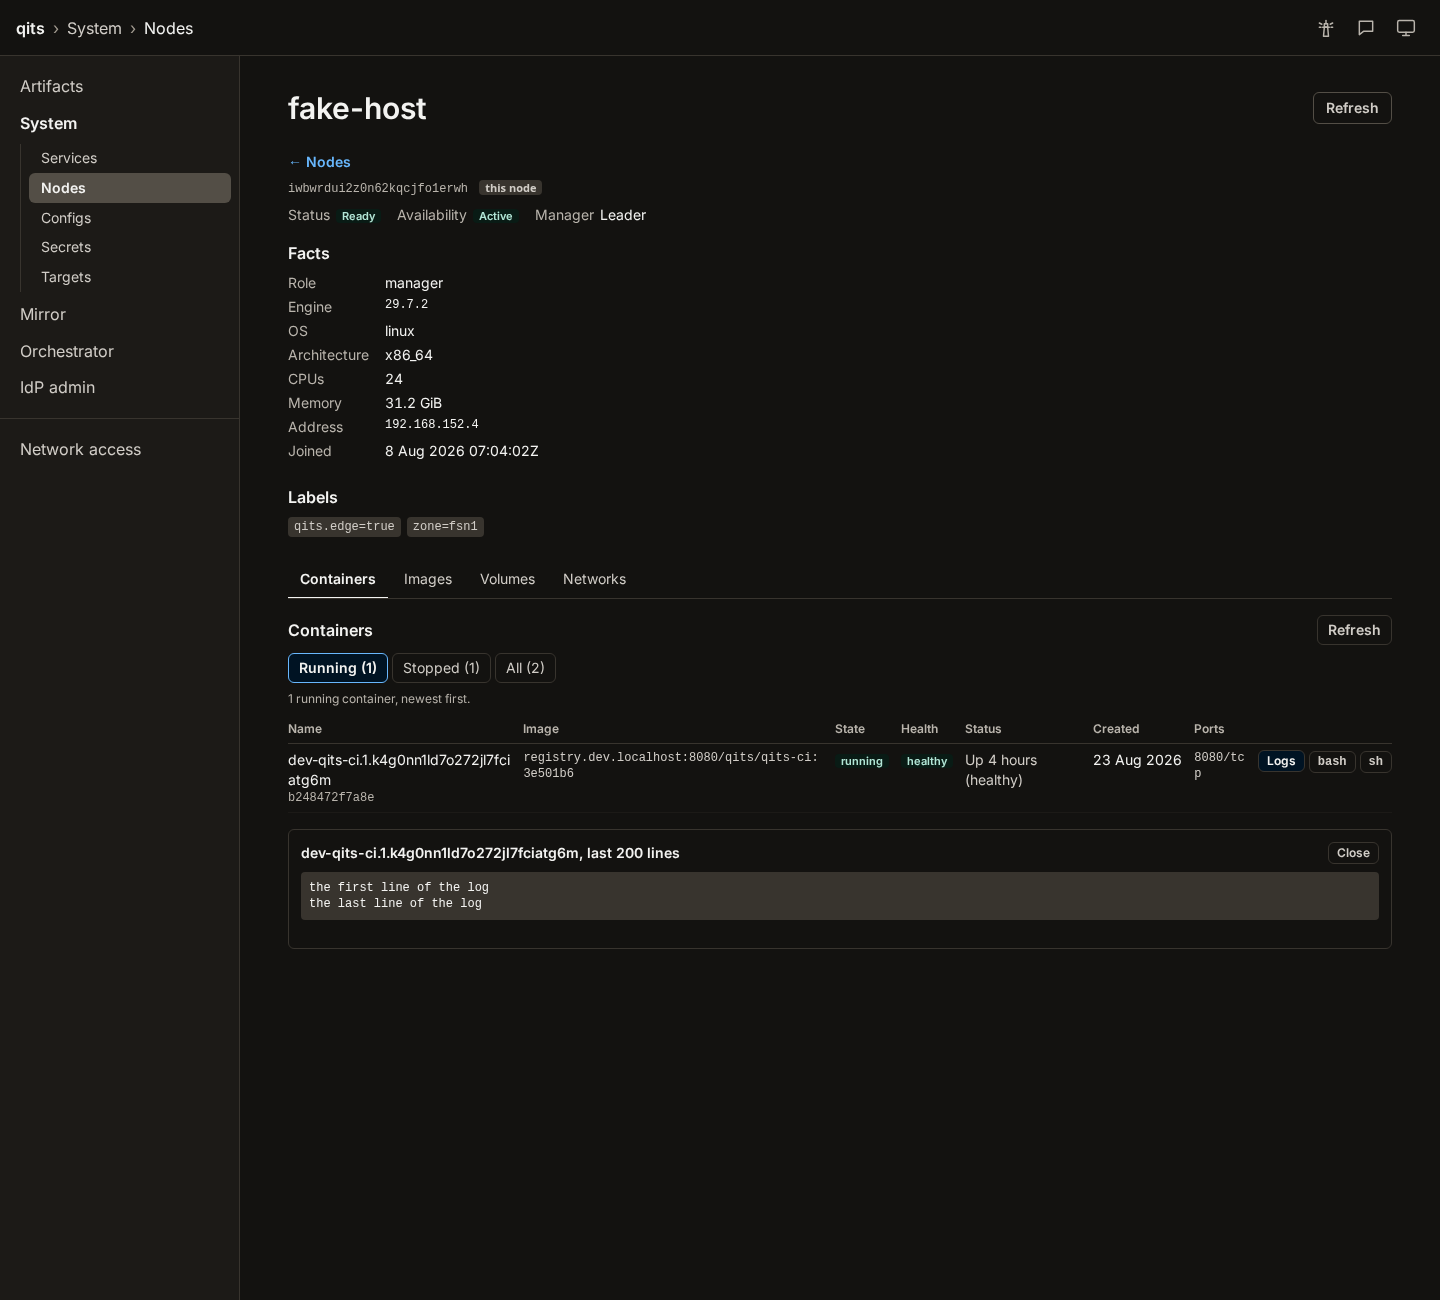 qits › System › Nodes
Artifacts
System
Services
Nodes
Configs
Secrets
Targets
Mirror
Orchestrator
IdP admin
Network access
fake-host
Refresh
← Nodes
iwbwrdui2z0n62kqcjfo1erwh this node
Status Ready Availability Active Manager Leader
Facts
Role manager
Engine 29.7.2
OS linux
Architecture x86_64
CPUs 24
Memory 31.2 GiB
Address 192.168.152.4
Joined 8 Aug 2026 07:04:02Z
Labels
qits.edge=true zone=fsn1
Containers Images Volumes Networks
Containers
Refresh
Running (1) Stopped (1) All (2)
1 running container, newest first.
Name Image State Health Status Created Ports
dev-qits-ci.1.k4g0nn1ld7o272jl7fci
atg6m
b248472f7a8e
registry.dev.localhost:8080/qits/qits-ci:
3e501b6
running
healthy
Up 4 hours
(healthy)
23 Aug 2026
8080/tc
p
Logs bash sh
dev-qits-ci.1.k4g0nn1ld7o272jl7fciatg6m, last 200 lines
Close
the first line of the log
the last line of the log